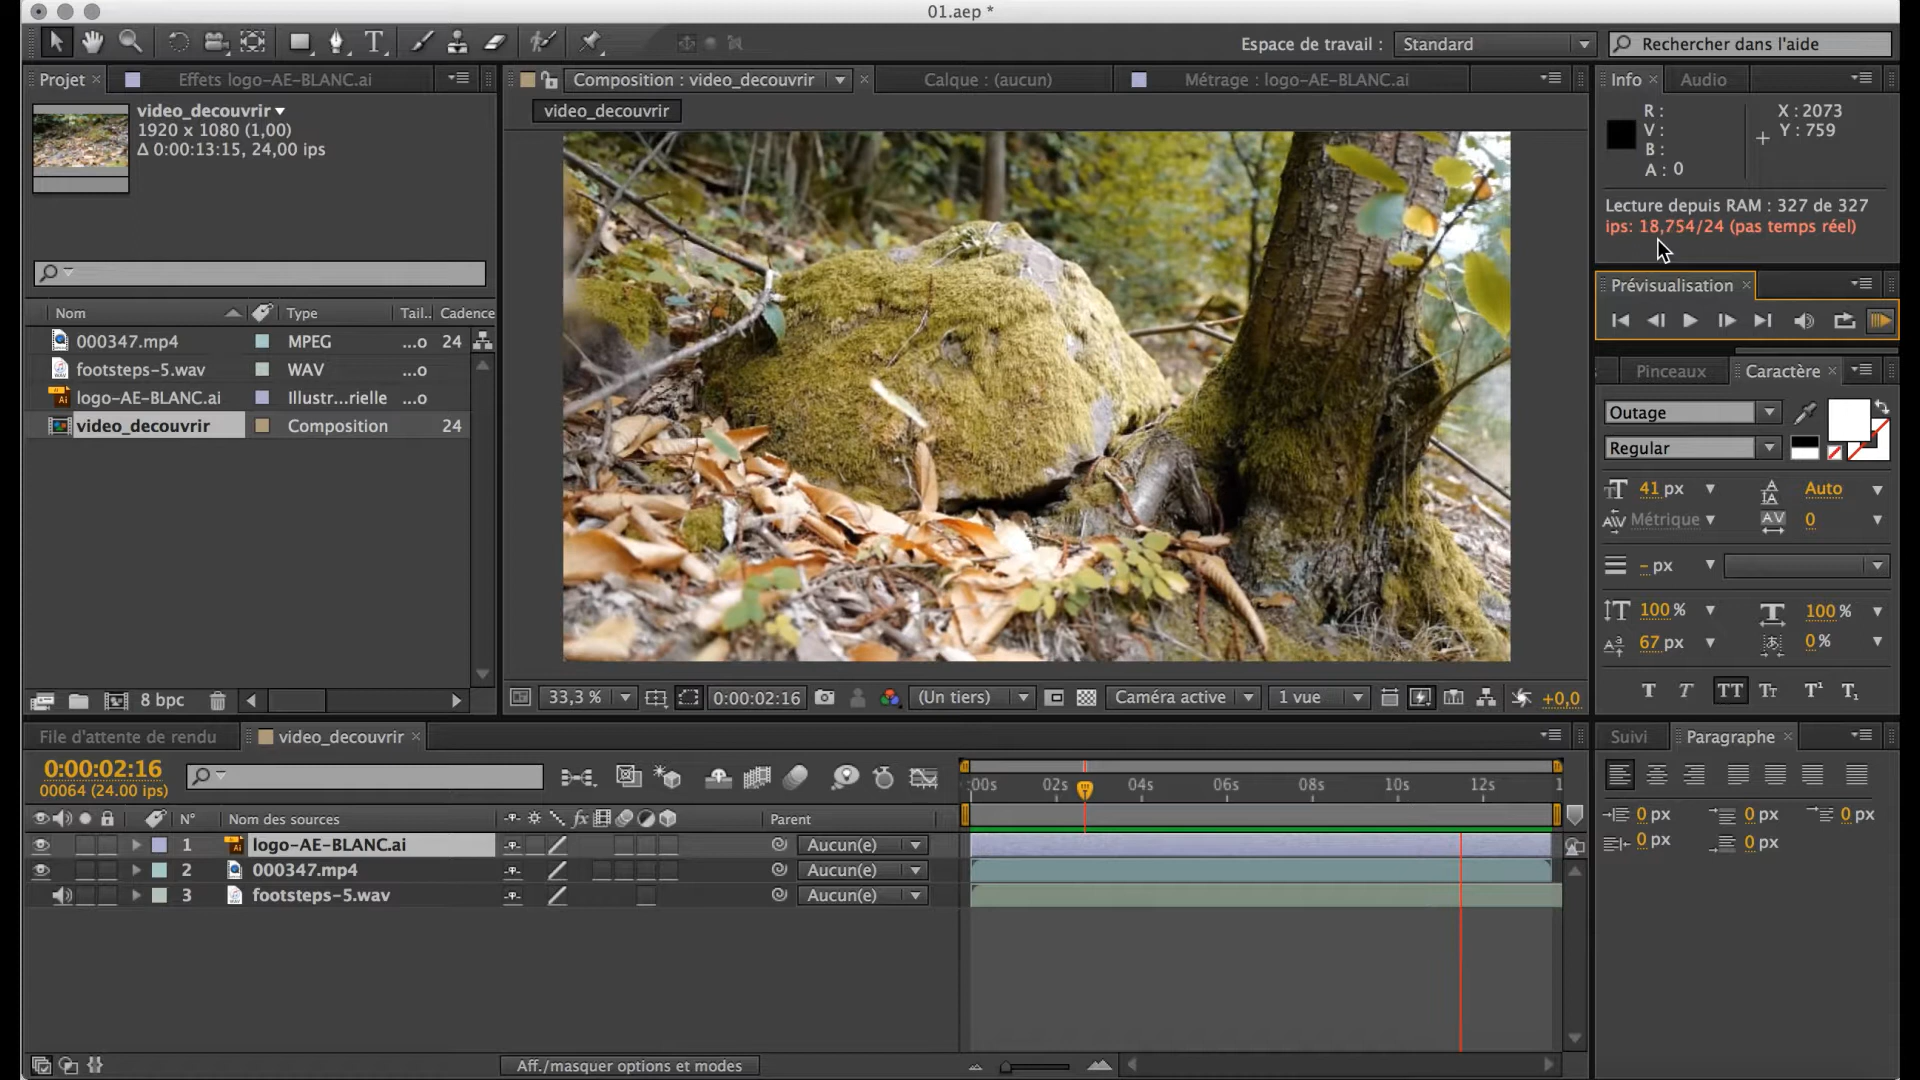 01.aep *
Espace de travail : Standard Rechercher dans l'aide
Projet Effets logo-AE-BLANC.ai
Composition : video_decouvrir Calque : (aucun) Métrage : logo-AE-BLANC.ai
Info Audio
video_decouvrir
1920 x 1080 (1,00)
Δ 0:00:13:15, 24,00 ips
video_decouvrir
R :
V :
B :
A : 0
X : 2073
Y : 759
Lecture depuis RAM : 327 de 327
ips: 18,754/24 (pas temps réel)
Prévisualisation
Nom Type Tail.. Cadence
000347.mp4 MPEG ...o 24
footsteps-5.wav WAV ...o
logo-AE-BLANC.ai Illustr...rielle ...o
video_decouvrir Composition 24
Pinceaux Caractère
Outage
Regular
41 px Auto
Métrique 0
- px
100 % 100 %
67 px 0 %
T T TT Tт T¹ T₁
8 bpc
33,3 % 0:00:02:16 (Un tiers) Caméra active 1 vue +0,0
File d'attente de rendu video_decouvrir
Suivi Paragraphe
0:00:02:16
00064 (24.00 ips)
:00s 02s 04s 06s 08s 10s 12s 1
N° Nom des sources Parent
1 logo-AE-BLANC.ai Aucun(e)
2 000347.mp4 Aucun(e)
3 footsteps-5.wav Aucun(e)
0 px 0 px 0 px
0 px 0 px
Aff./masquer options et modes